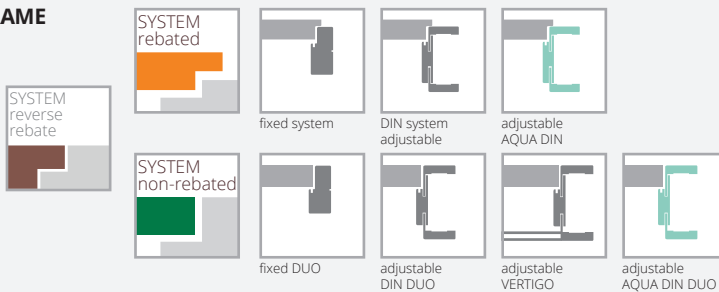 AME
SYSTEM
reverse
rebate
SYSTEM
rebated
fixed system
DIN system
adjustable
adjustable
AQUA DIN
SYSTEM
non-rebated
fixed DUO
adjustable
DIN DUO
adjustable
VERTIGO
adjustable
AQUA DIN DUO